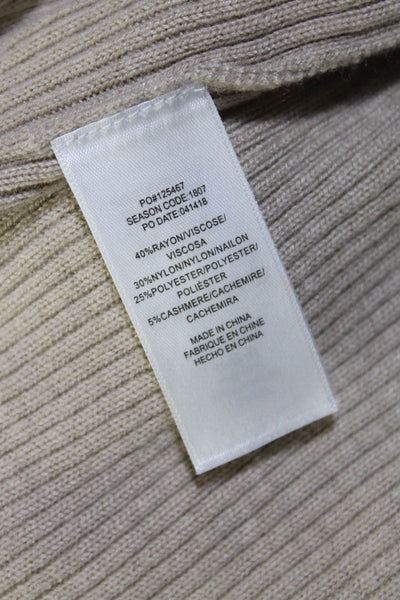 PO#125467
SEASON CODE:1807
PO DATE:041418
40%RAYON/VISCOSE/
VISCOSA
30%NYLON/NYLON/NAILON
25%POLYESTER/POLYESTER/
POLIÉSTER
5%CASHMERE/CACHEMIRE/
CACHEMIRA
MADE IN CHINA
FABRIQUE EN CHINE
HECHO EN CHINA